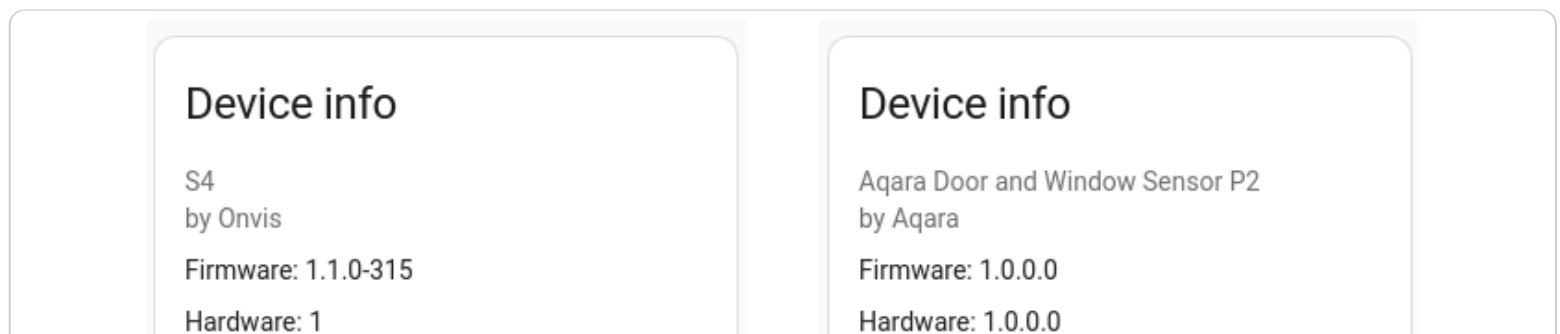 Device info
S4
by Onvis
Firmware: 1.1.0-315
Hardware: 1
Device info
Aqara Door and Window Sensor P2
by Aqara
Firmware: 1.0.0.0
Hardware: 1.0.0.0